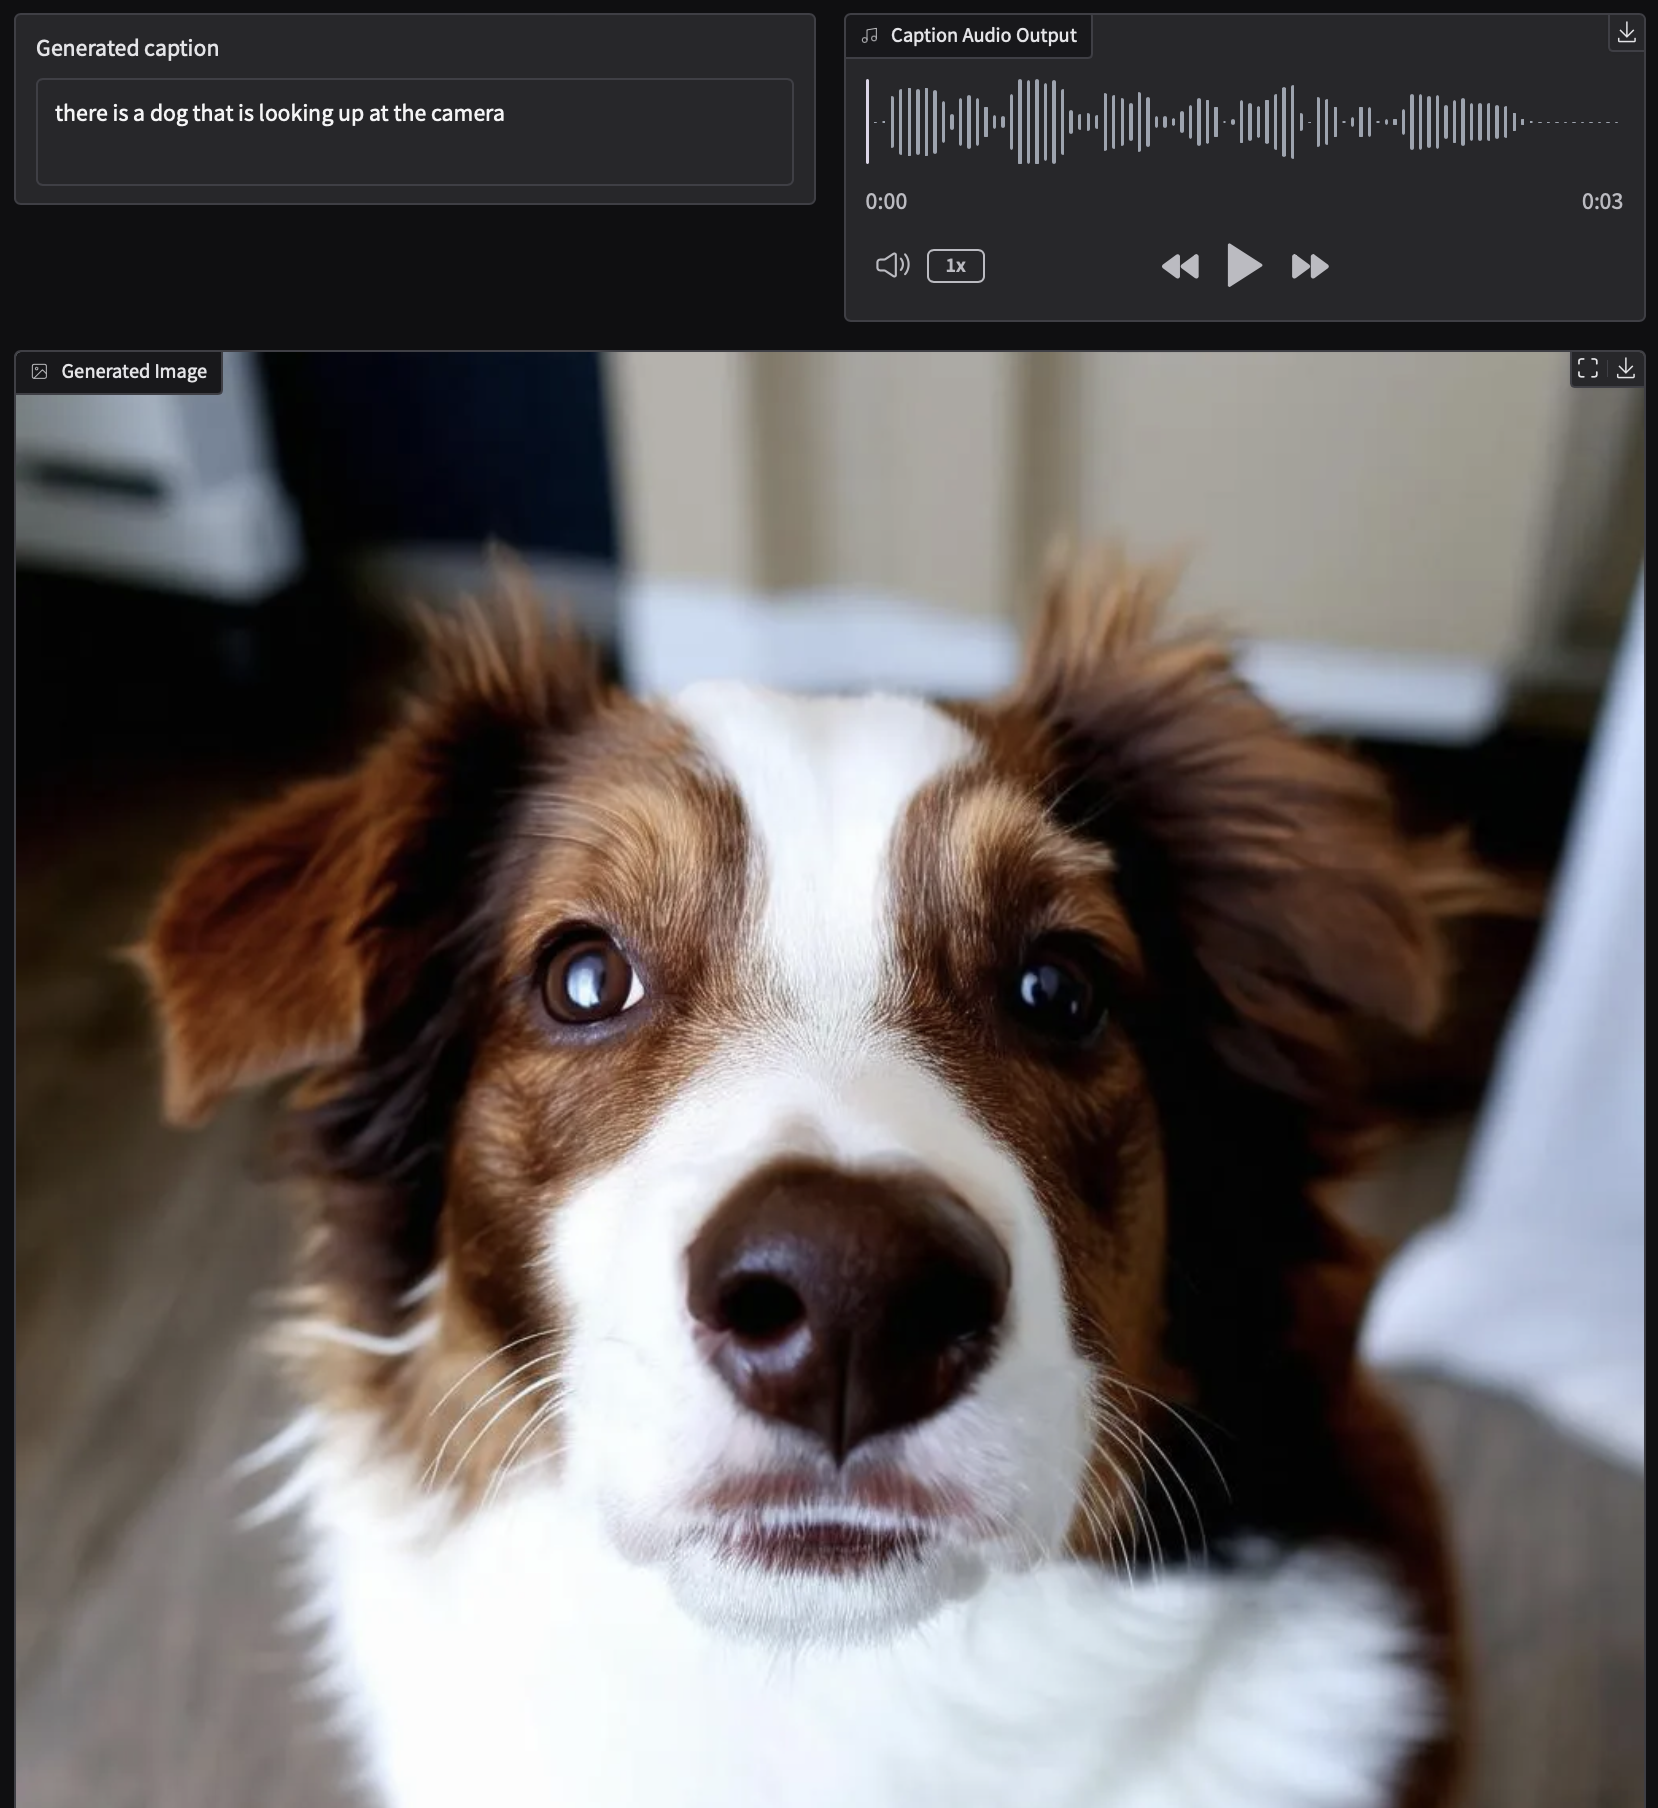 Generated caption
there is a dog that is looking up at the camera
Caption Audio Output
0:00
0:03
1x
Generated Image